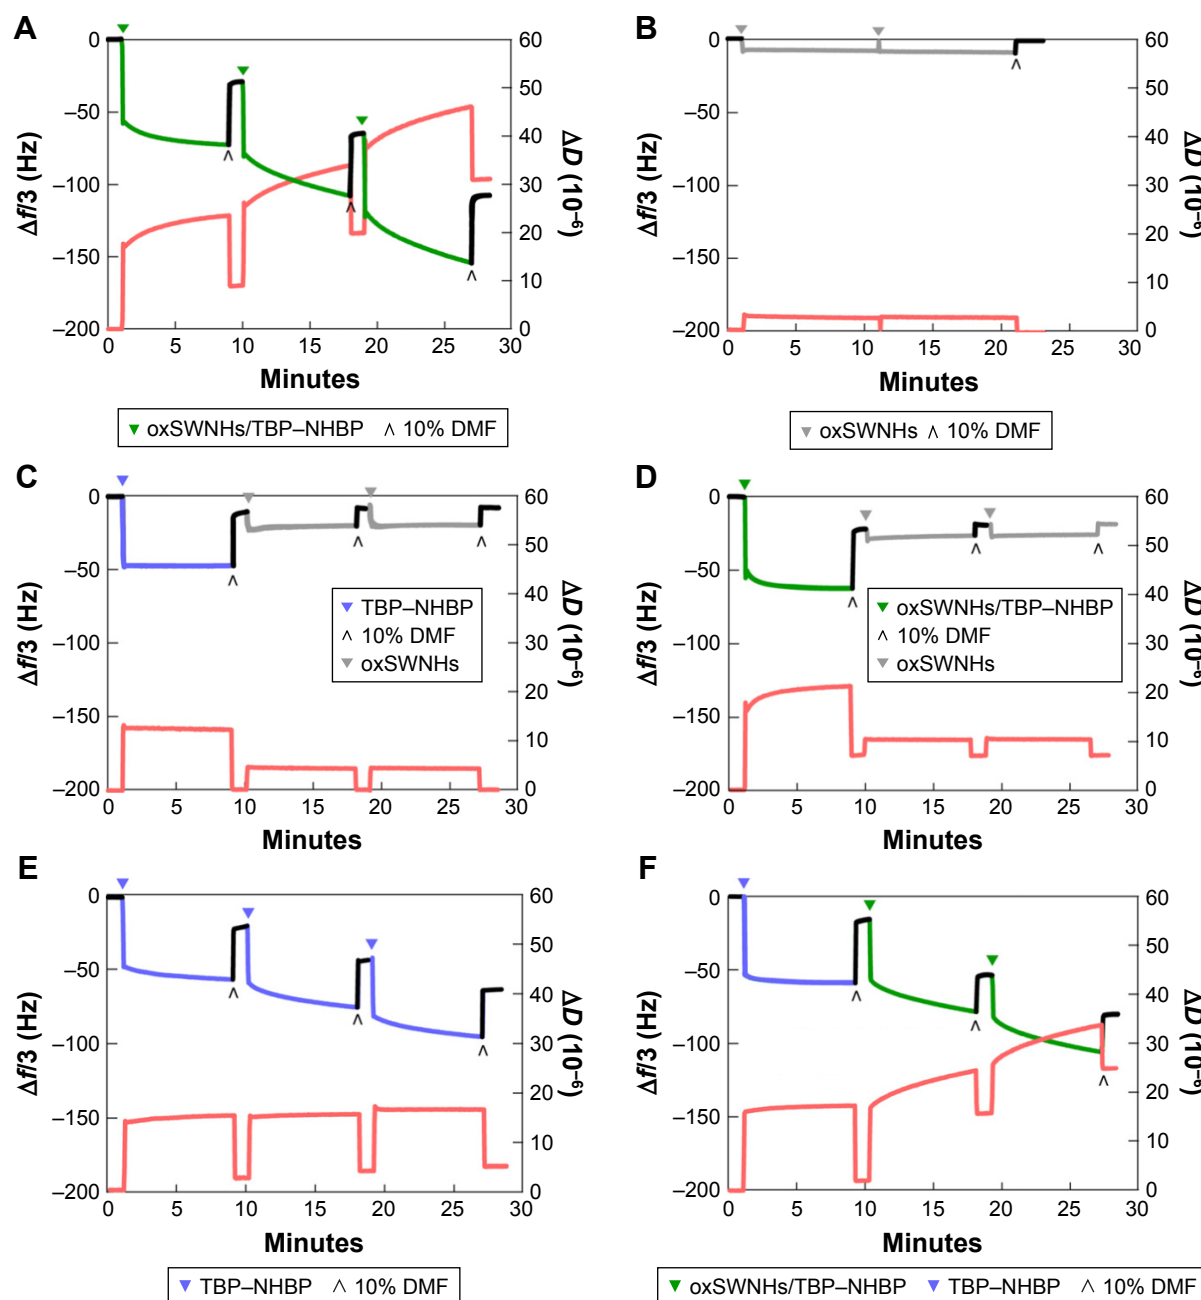 A
0
–50
–100
–150
–200
Δf/3 (Hz)
60
50
40
30
20
10
0
ΔD (10⁻⁶)
0 5 10 15 20 25 30
Minutes
▼ oxSWNHs/TBP–NHBP ∧ 10% DMF
B
0
–50
–100
–150
–200
Δf/3 (Hz)
60
50
40
30
20
10
0
ΔD (10⁻⁶)
0 5 10 15 20 25 30
Minutes
▼ oxSWNHs ∧ 10% DMF
C
0
–50
–100
–150
–200
Δf/3 (Hz)
60
50
40
30
20
10
0
ΔD (10⁻⁶)
▼ TBP–NHBP
∧ 10% DMF
▼ oxSWNHs
0 5 10 15 20 25 30
Minutes
D
0
–50
–100
–150
–200
Δf/3 (Hz)
60
50
40
30
20
10
0
ΔD (10⁻⁶)
▼ oxSWNHs/TBP–NHBP
∧ 10% DMF
▼ oxSWNHs
0 5 10 15 20 25 30
Minutes
E
0
–50
–100
–150
–200
Δf/3 (Hz)
60
50
40
30
20
10
0
ΔD (10⁻⁶)
0 5 10 15 20 25 30
Minutes
▼ TBP–NHBP ∧ 10% DMF
F
0
–50
–100
–150
–200
Δf/3 (Hz)
60
50
40
30
20
10
0
ΔD (10⁻⁶)
0 5 10 15 20 25 30
Minutes
▼ oxSWNHs/TBP–NHBP ▼ TBP–NHBP ∧ 10% DMF